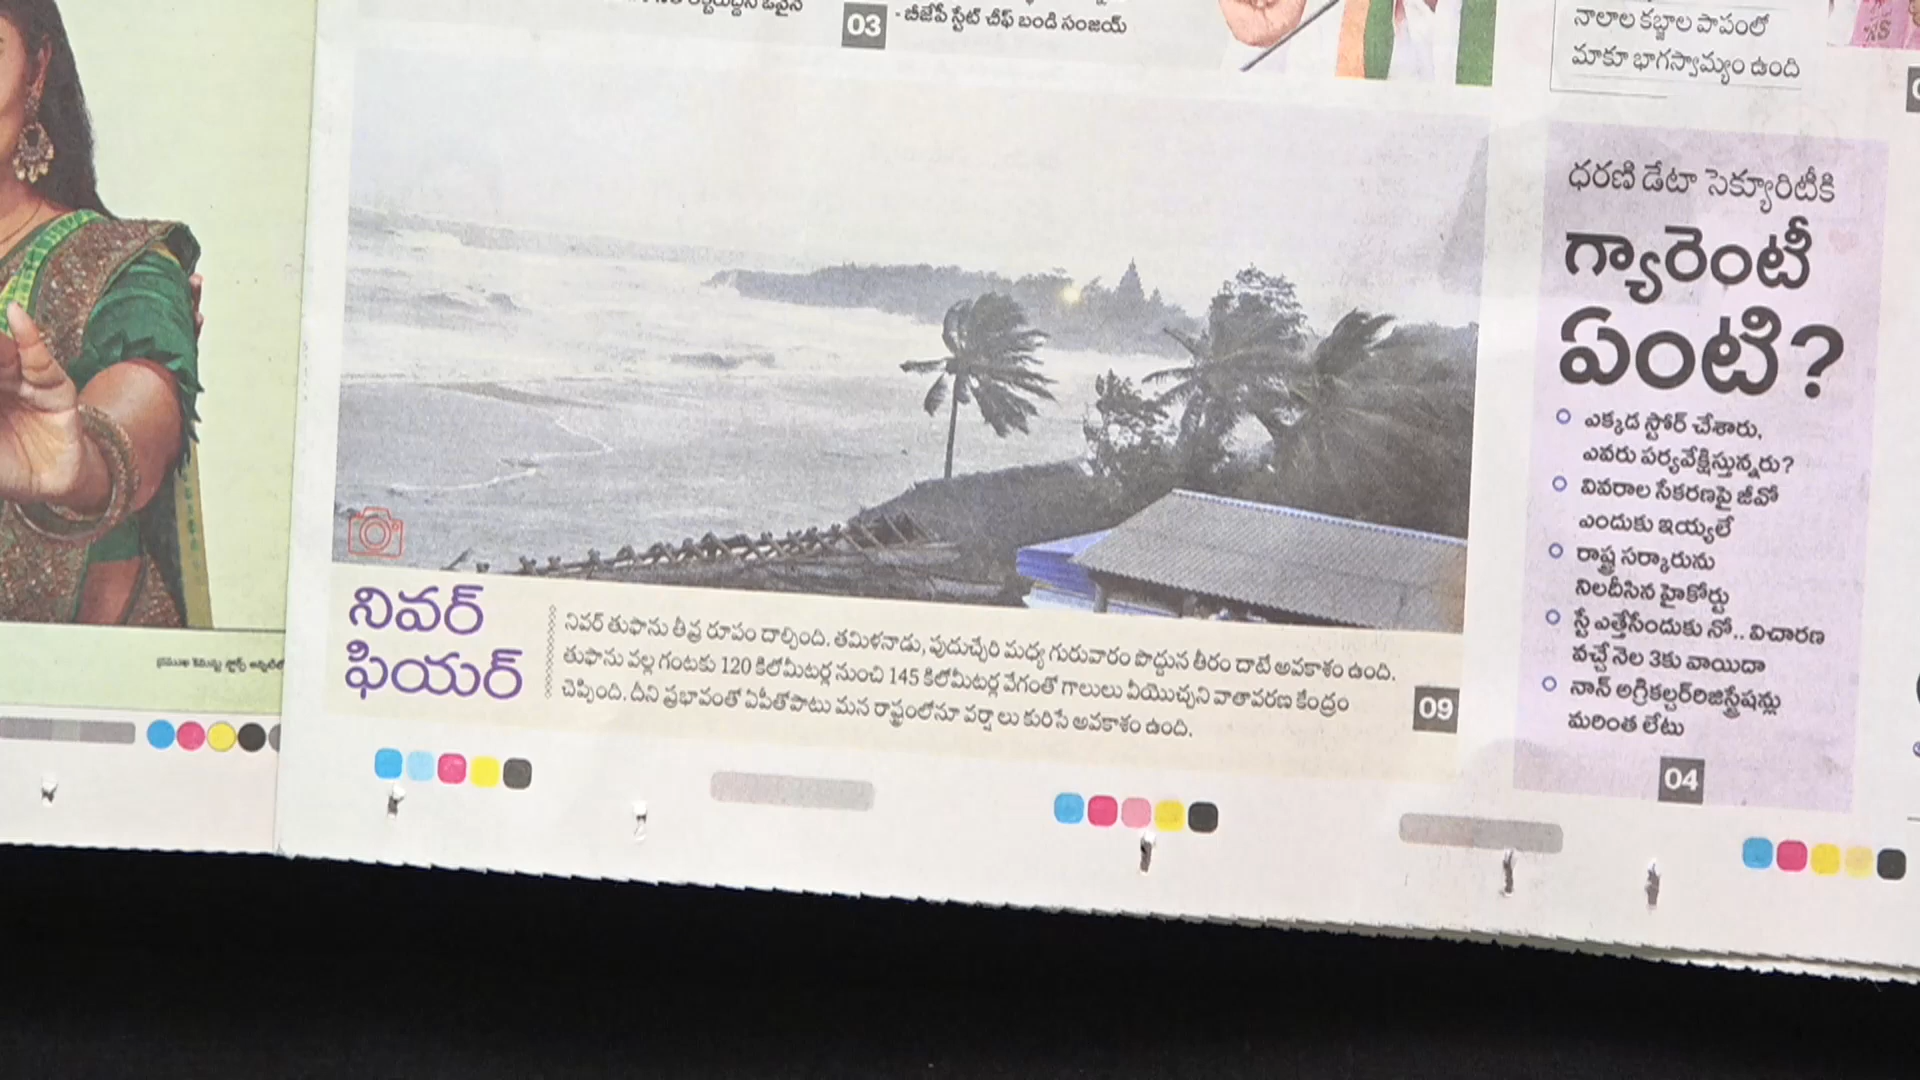 03
- బీజేపీ స్టేట్ చీఫ్ బండి సంజయ్
నాలాల కబ్జాల పాపంలో
మాకూ భాగస్వామ్యం ఉంది
నివర్
ఫియర్
నివర్ తుఫాను తీవ్ర రూపం దాల్చింది. తమిళనాడు, పుదుచ్చేరి మధ్య గురువారం పొద్దున తీరం దాటే అవకాశం ఉంది.
తుఫాను వల్ల గంటకు 120 కిలోమీటర్ల నుంచి 145 కిలోమీటర్ల వేగంతో గాలులు వీయొచ్చని వాతావరణ కేంద్రం
చెప్పింది. దీని ప్రభావంతో ఏపీతోపాటు మన రాష్ట్రంలోనూ వర్షాలు కురిసే అవకాశం ఉంది.
09
ధరణి డేటా సెక్యూరిటీకి
గ్యారెంటీ
ఏంటి?
ఎక్కడ స్టోర్ చేశారు,
ఎవరు పర్యవేక్షిస్తున్నరు?
వివరాల సేకరణపై జీవో
ఎందుకు ఇయ్యలే
రాష్ట్ర సర్కారును
నిలదీసిన హైకోర్టు
స్టే ఎత్తేసేందుకు నో.. విచారణ
వచ్చే నెల 3కు వాయిదా
నాన్ అగ్రికల్చర్ రిజిస్ట్రేషన్లు
మరింత లేటు
04